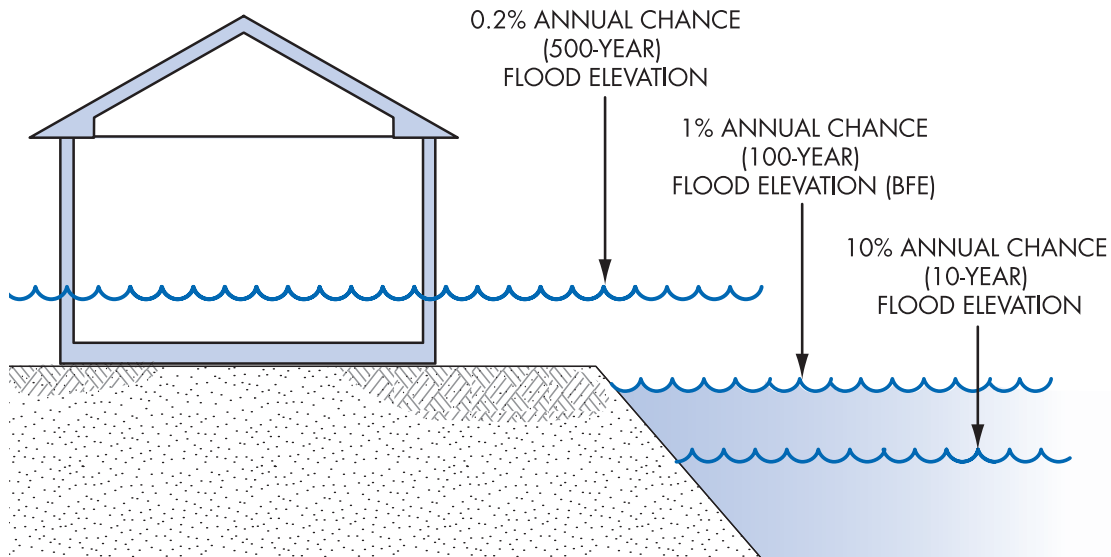 0.2% ANNUAL CHANCE
(500-YEAR)
FLOOD ELEVATION
1% ANNUAL CHANCE
(100-YEAR)
FLOOD ELEVATION (BFE)
10% ANNUAL CHANCE
(10-YEAR)
FLOOD ELEVATION